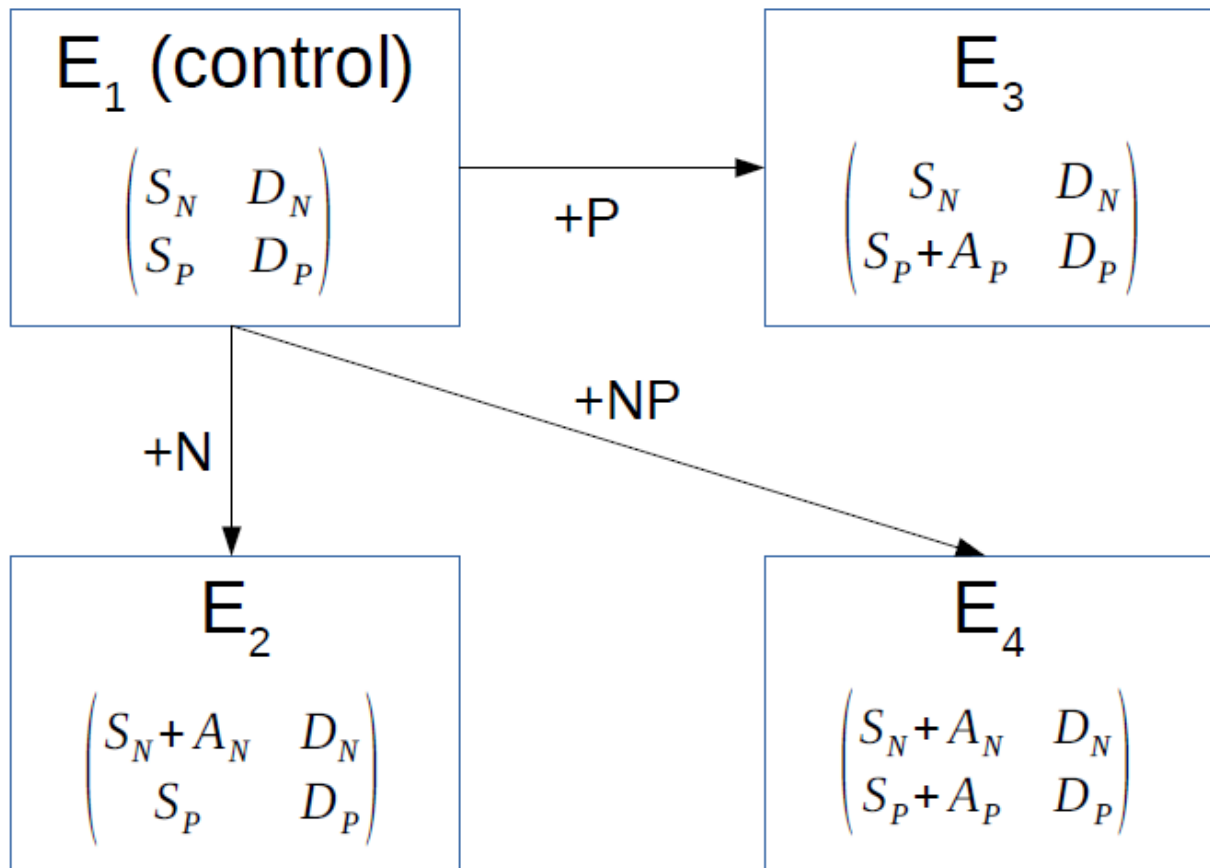 E₁ (control)
S_N D_N
S_P D_P
+P
E₃
S_N D_N
S_P+A_P D_P
+N
+NP
E₂
S_N+A_N D_N
S_P D_P
E₄
S_N+A_N D_N
S_P+A_P D_P